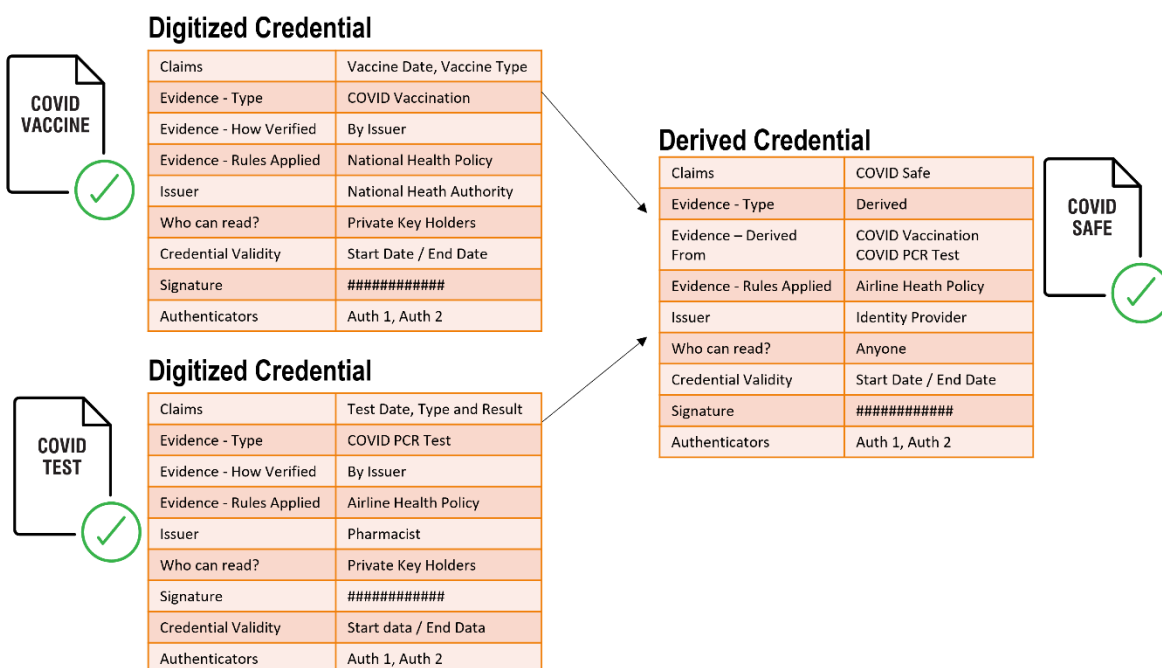 Digitized Credential
COVID
VACCINE
Claims Vaccine Date, Vaccine Type
Evidence - Type COVID Vaccination
Evidence - How Verified By Issuer
Evidence - Rules Applied National Health Policy
Issuer National Heath Authority
Who can read? Private Key Holders
Credential Validity Start Date / End Date
Signature ############
Authenticators Auth 1, Auth 2
Digitized Credential
COVID
TEST
Claims Test Date, Type and Result
Evidence - Type COVID PCR Test
Evidence - How Verified By Issuer
Evidence - Rules Applied Airline Health Policy
Issuer Pharmacist
Who can read? Private Key Holders
Signature ############
Credential Validity Start data / End Data
Authenticators Auth 1, Auth 2
Derived Credential
Claims COVID Safe
Evidence - Type Derived
Evidence – Derived COVID Vaccination
From COVID PCR Test
Evidence - Rules Applied Airline Heath Policy
Issuer Identity Provider
Who can read? Anyone
Credential Validity Start Date / End Date
Signature ############
Authenticators Auth 1, Auth 2
COVID
SAFE